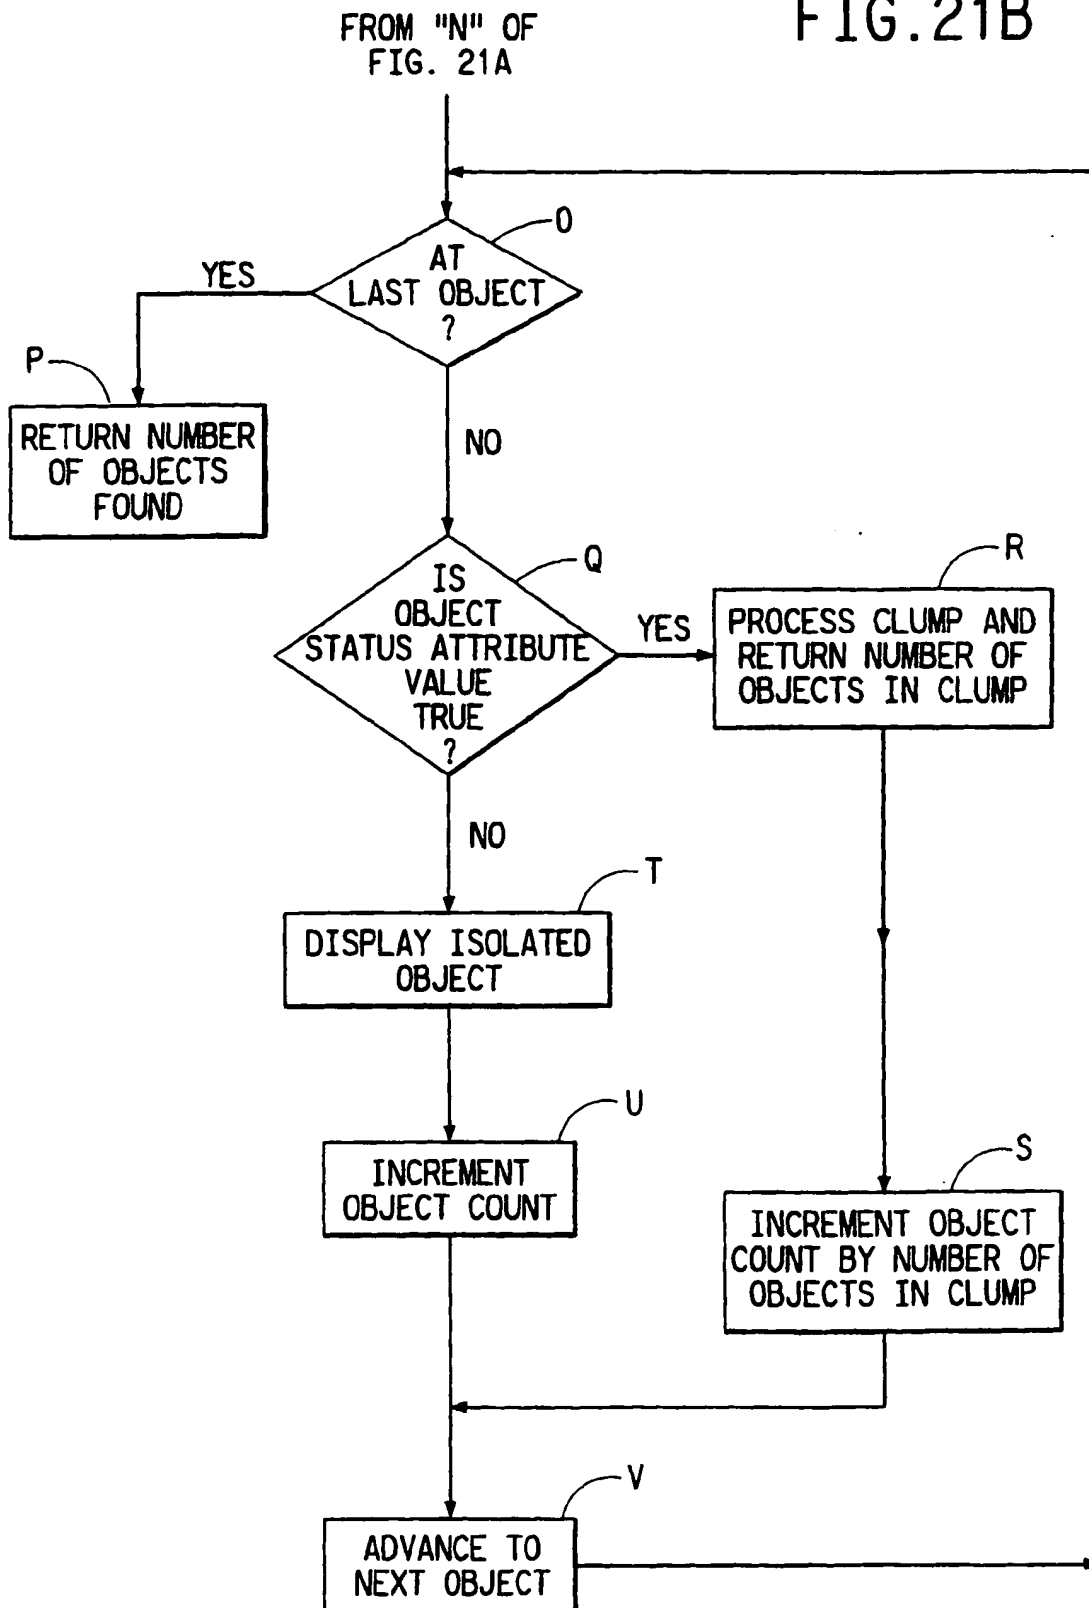 FROM "N" OF
FIG. 21A
FIG.21B
O
AT
LAST OBJECT
?
YES
P
RETURN NUMBER
OF OBJECTS
FOUND
NO
Q
IS
OBJECT
STATUS ATTRIBUTE
VALUE
TRUE
?
YES
R
PROCESS CLUMP AND
RETURN NUMBER OF
OBJECTS IN CLUMP
NO
T
DISPLAY ISOLATED
OBJECT
U
INCREMENT
OBJECT COUNT
S
INCREMENT OBJECT
COUNT BY NUMBER OF
OBJECTS IN CLUMP
V
ADVANCE TO
NEXT OBJECT